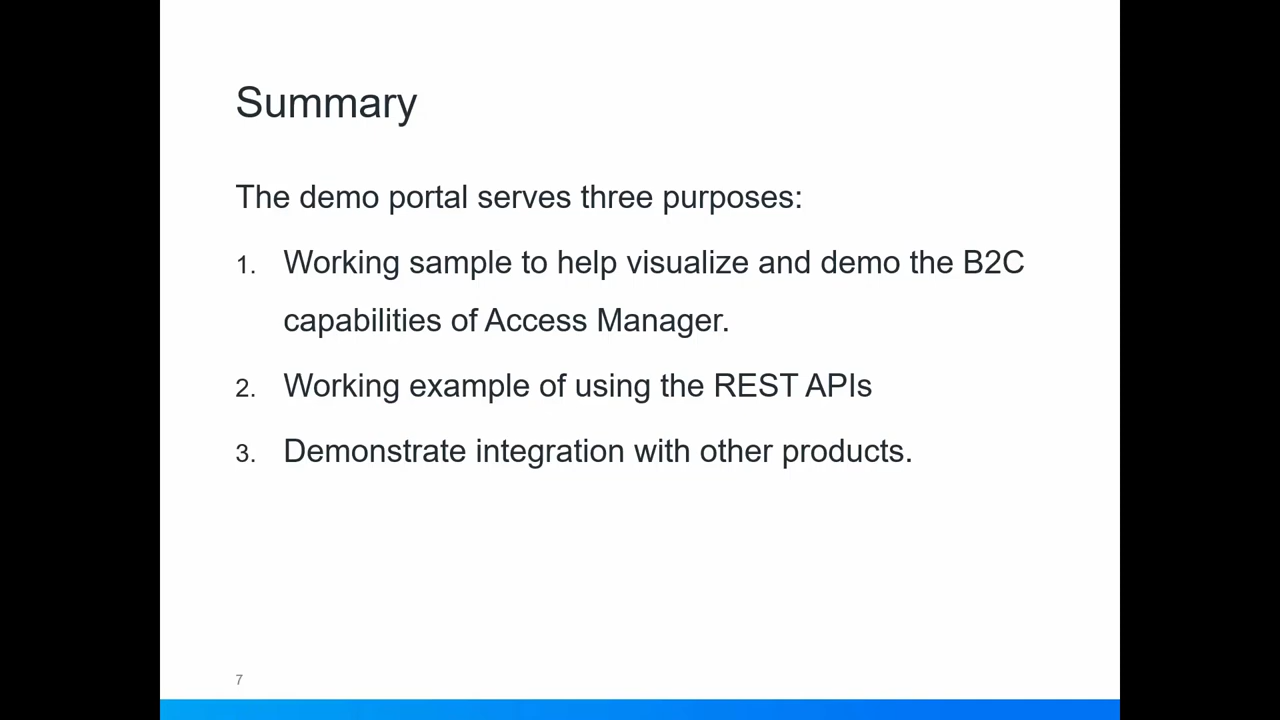 Summary
The demo portal serves three purposes:
1. Working sample to help visualize and demo the B2C
capabilities of Access Manager.
2. Working example of using the REST APIs
3. Demonstrate integration with other products.
7